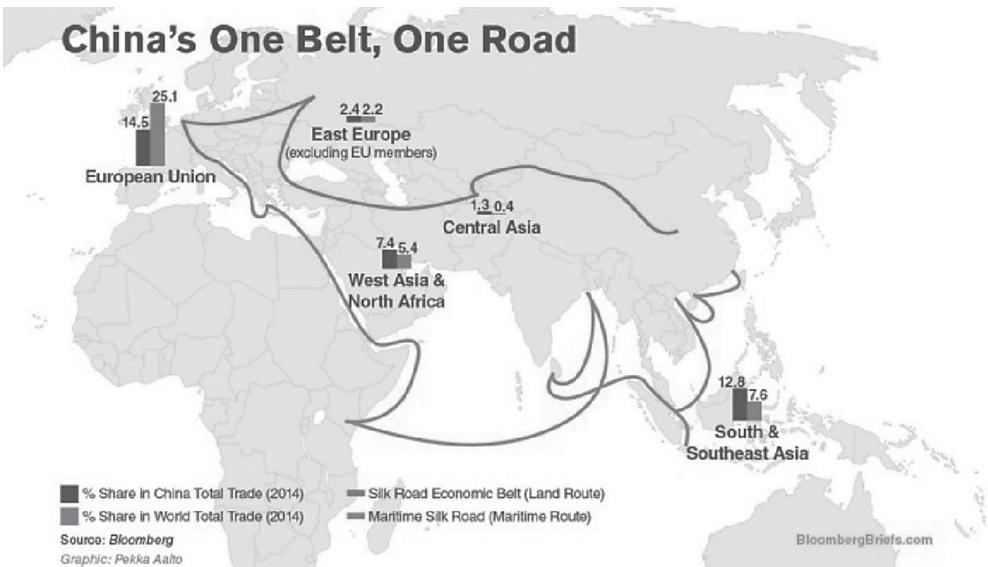 China's One Belt, One Road
25.1
14.5
European Union
2.4 2.2
East Europe
(excluding EU members)
1.3 0.4
Central Asia
7.4 5.4
West Asia &
North Africa
12.8
7.6
South &
Southeast Asia
% Share in China Total Trade (2014)
% Share in World Total Trade (2014)
Silk Road Economic Belt (Land Route)
Maritime Silk Road (Maritime Route)
Source: Bloomberg
Graphic: Pekka Aalto
BloombergBriefs.com